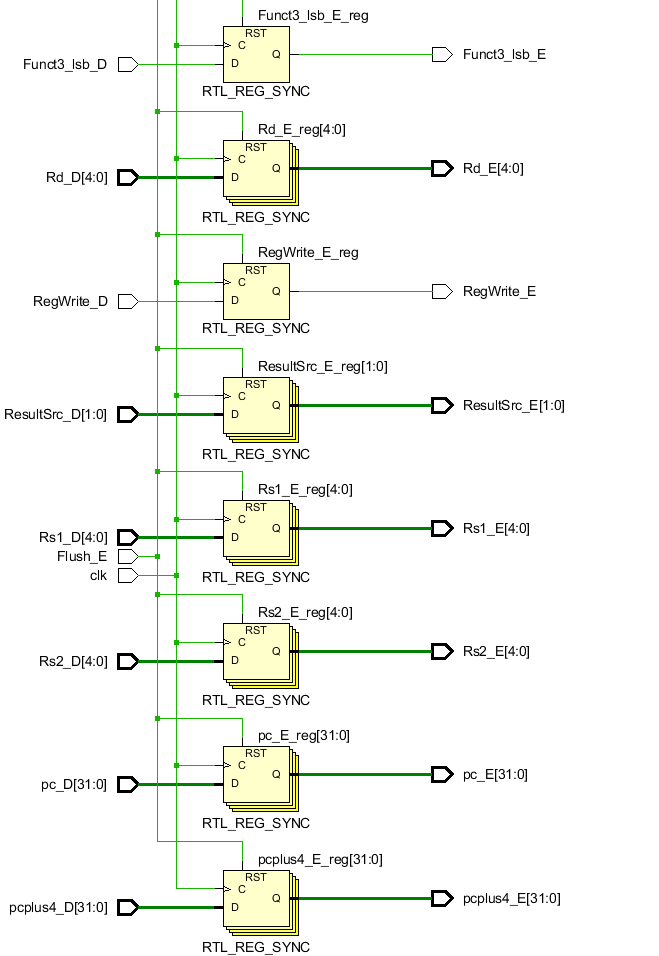 Funct3_lsb_E_reg
RST
C
Q
Funct3_lsb_E
Funct3_lsb_D
D
RTL_REG_SYNC
Rd_E_reg[4:0]
RST
C
Q
Rd_E[4:0]
Rd_D[4:0]
D
RTL_REG_SYNC
RegWrite_E_reg
RST
C
Q
RegWrite_E
RegWrite_D
D
RTL_REG_SYNC
ResultSrc_E_reg[1:0]
RST
C
Q
ResultSrc_E[1:0]
ResultSrc_D[1:0]
D
RTL_REG_SYNC
Rs1_E_reg[4:0]
RST
C
Q
Rs1_E[4:0]
Rs1_D[4:0]
D
Flush_E
clk
RTL_REG_SYNC
Rs2_E_reg[4:0]
RST
C
Q
Rs2_E[4:0]
Rs2_D[4:0]
D
RTL_REG_SYNC
pc_E_reg[31:0]
RST
C
Q
pc_E[31:0]
pc_D[31:0]
D
RTL_REG_SYNC
pcplus4_E_reg[31:0]
RST
C
Q
pcplus4_E[31:0]
pcplus4_D[31:0]
D
RTL_REG_SYNC